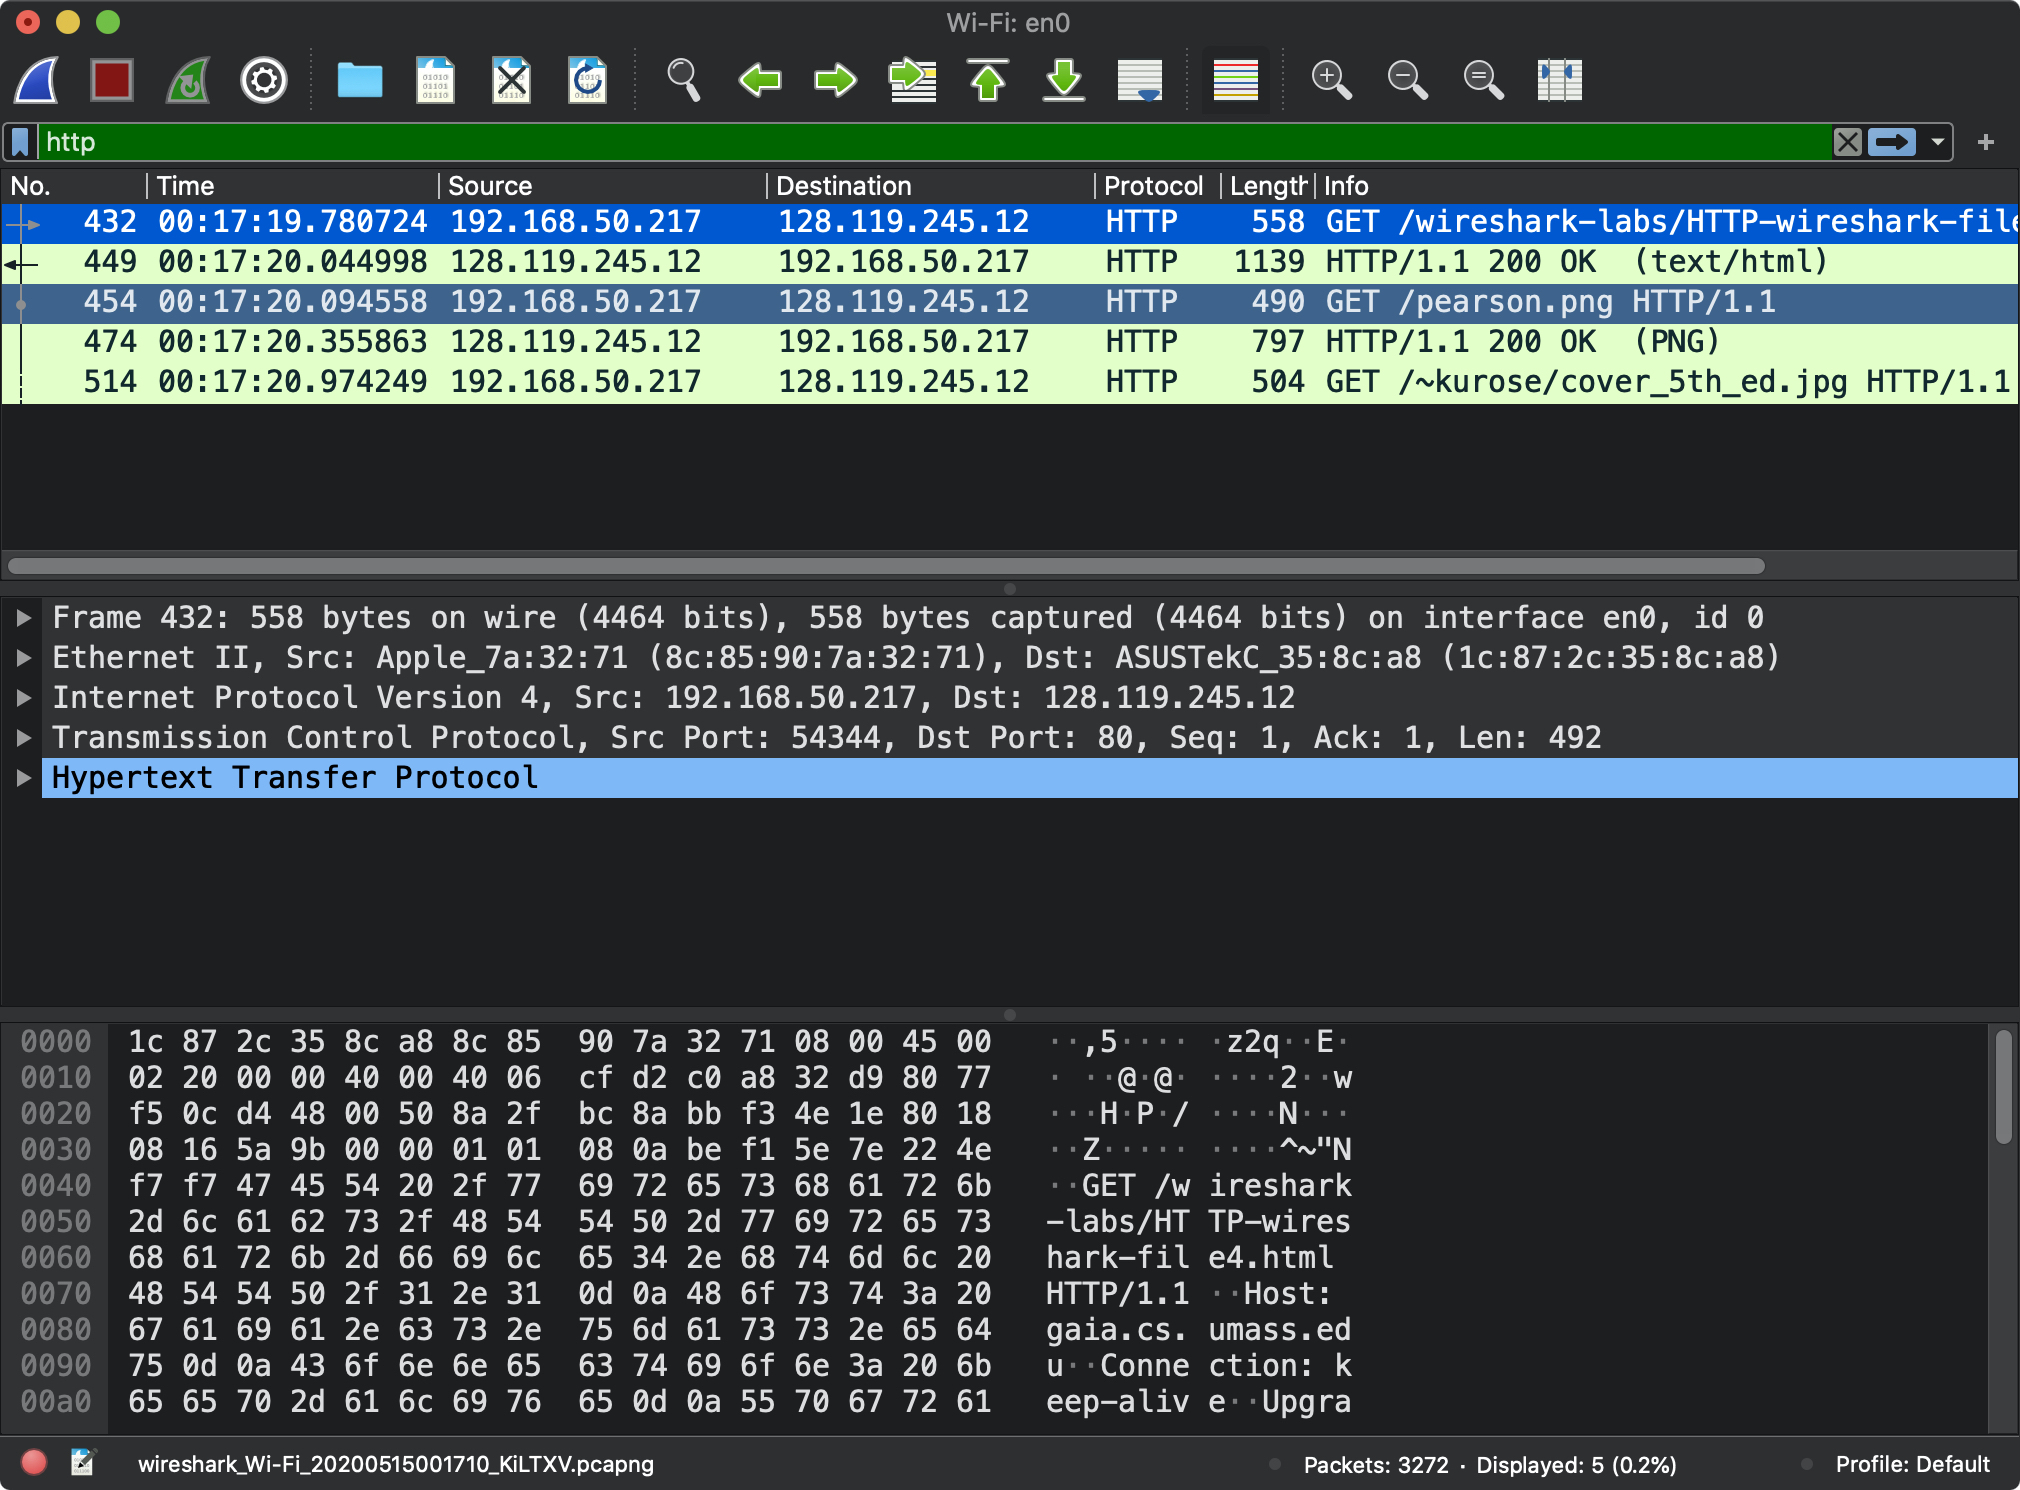 Wi-Fi: en0
http
No. Time Source Destination Protocol Length Info
432 00:17:19.780724 192.168.50.217 128.119.245.12 HTTP 558 GET /wireshark-labs/HTTP-wireshark-file
449 00:17:20.044998 128.119.245.12 192.168.50.217 HTTP 1139 HTTP/1.1 200 OK (text/html)
454 00:17:20.094558 192.168.50.217 128.119.245.12 HTTP 490 GET /pearson.png HTTP/1.1
474 00:17:20.355863 128.119.245.12 192.168.50.217 HTTP 797 HTTP/1.1 200 OK (PNG)
514 00:17:20.974249 192.168.50.217 128.119.245.12 HTTP 504 GET /~kurose/cover_5th_ed.jpg HTTP/1.1
Frame 432: 558 bytes on wire (4464 bits), 558 bytes captured (4464 bits) on interface en0, id 0
Ethernet II, Src: Apple_7a:32:71 (8c:85:90:7a:32:71), Dst: ASUSTekC_35:8c:a8 (1c:87:2c:35:8c:a8)
Internet Protocol Version 4, Src: 192.168.50.217, Dst: 128.119.245.12
Transmission Control Protocol, Src Port: 54344, Dst Port: 80, Seq: 1, Ack: 1, Len: 492
Hypertext Transfer Protocol
0000 1c 87 2c 35 8c a8 8c 85 90 7a 32 71 08 00 45 00 ··,5···· ·z2q··E·
0010 02 20 00 00 40 00 40 06 cf d2 c0 a8 32 d9 80 77 · ··@·@· ····2··w
0020 f5 0c d4 48 00 50 8a 2f bc 8a bb f3 4e 1e 80 18 ···H·P·/ ····N···
0030 08 16 5a 9b 00 00 01 01 08 0a be f1 5e 7e 22 4e ··Z····· ····^~"N
0040 f7 f7 47 45 54 20 2f 77 69 72 65 73 68 61 72 6b ··GET /w ireshark
0050 2d 6c 61 62 73 2f 48 54 54 50 2d 77 69 72 65 73 -labs/HT TP-wires
0060 68 61 72 6b 2d 66 69 6c 65 34 2e 68 74 6d 6c 20 hark-fil e4.html
0070 48 54 54 50 2f 31 2e 31 0d 0a 48 6f 73 74 3a 20 HTTP/1.1 ··Host:
0080 67 61 69 61 2e 63 73 2e 75 6d 61 73 73 2e 65 64 gaia.cs. umass.ed
0090 75 0d 0a 43 6f 6e 6e 65 63 74 69 6f 6e 3a 20 6b u··Conne ction: k
00a0 65 65 70 2d 61 6c 69 76 65 0d 0a 55 70 67 72 61 eep-aliv e··Upgra
wireshark_Wi-Fi_20200515001710_KiLTXV.pcapng Packets: 3272 · Displayed: 5 (0.2%) Profile: Default